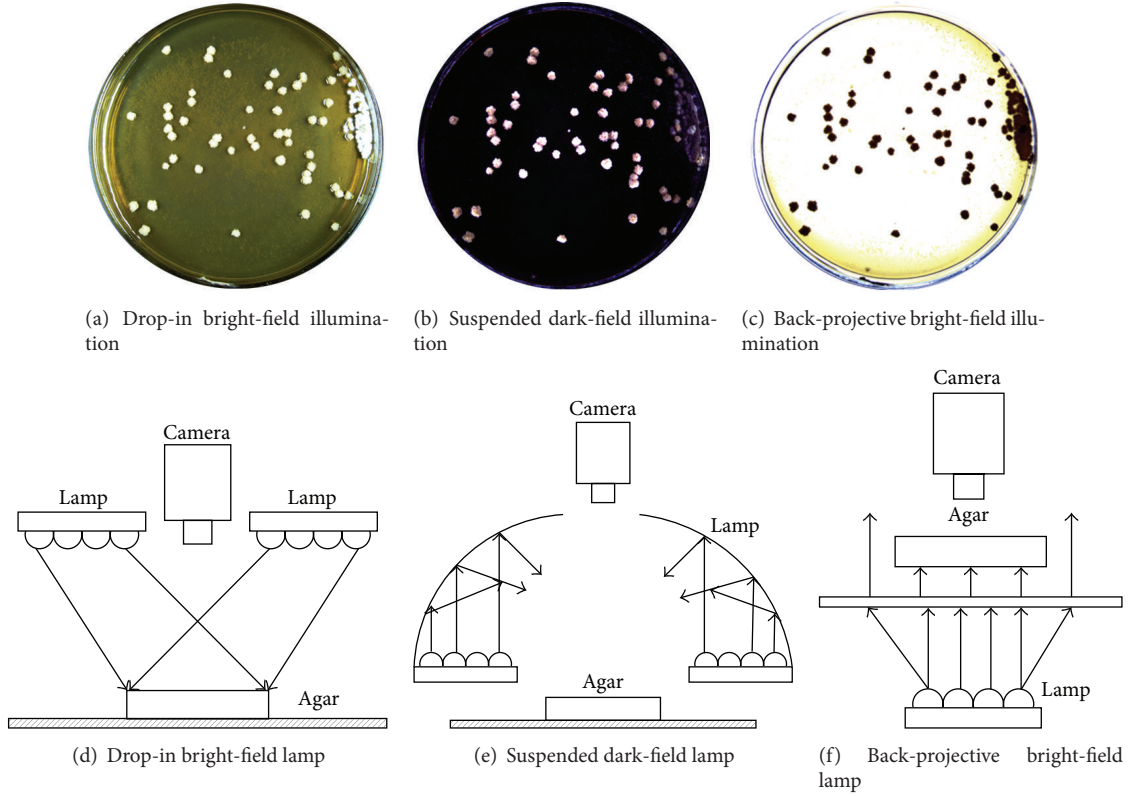 (a) Drop-in bright-field illumina-
tion
(b) Suspended dark-field illumina-
tion
(c) Back-projective bright-field illu-
mination
Camera
Lamp
Lamp
Agar
(d) Drop-in bright-field lamp
Camera
Lamp
Agar
(e) Suspended dark-field lamp
Camera
Agar
Lamp
(f) Back-projective bright-field
lamp